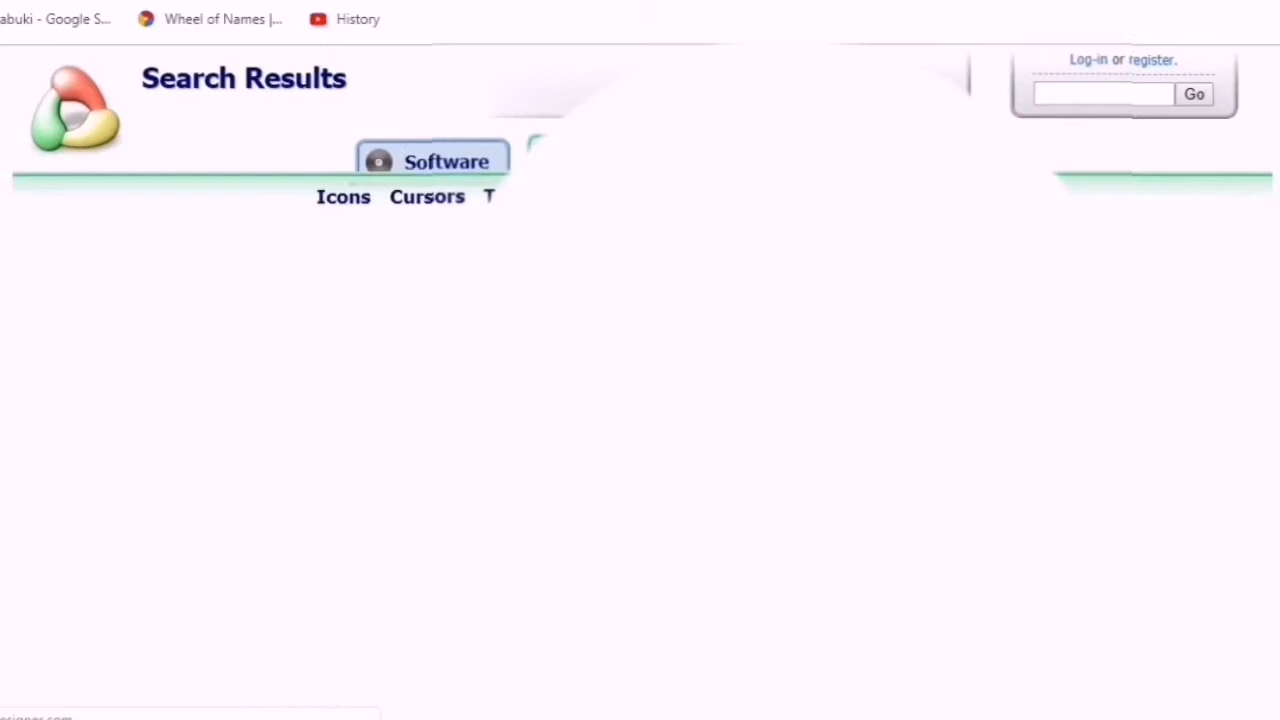 abuki - Google S... Wheel of Names |... History
Log-in or register.
Search Results
Go
Software
Icons Cursors T